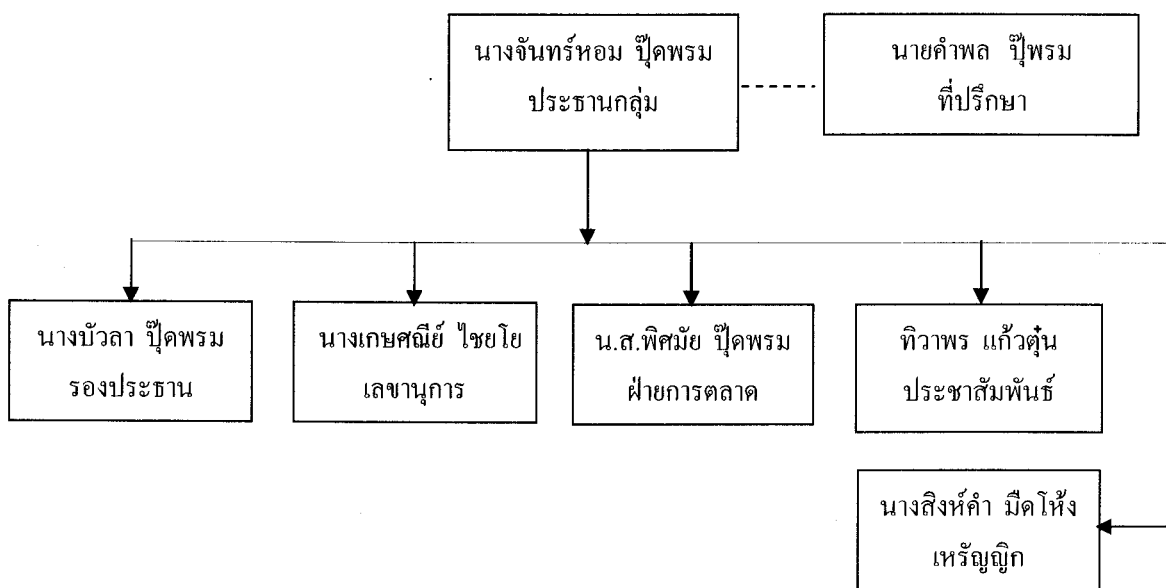 นางจันทร์หอม ปุ๊ดพรม
ประธานกลุ่ม
นายคำพล ปุ๊พรม
ที่ปรึกษา
นางบัวลา ปุ๊ดพรม
รองประธาน
นางเกษศณีย์ ไชยโย
เลขานุการ
น.ส.พิศมัย ปุ๊ดพรม
ฝ่ายการตลาด
ทิวาพร แก้วตุ๋น
ประชาสัมพันธ์
นางสิงห์คำ มืดโห้ง
เหรัญญิก